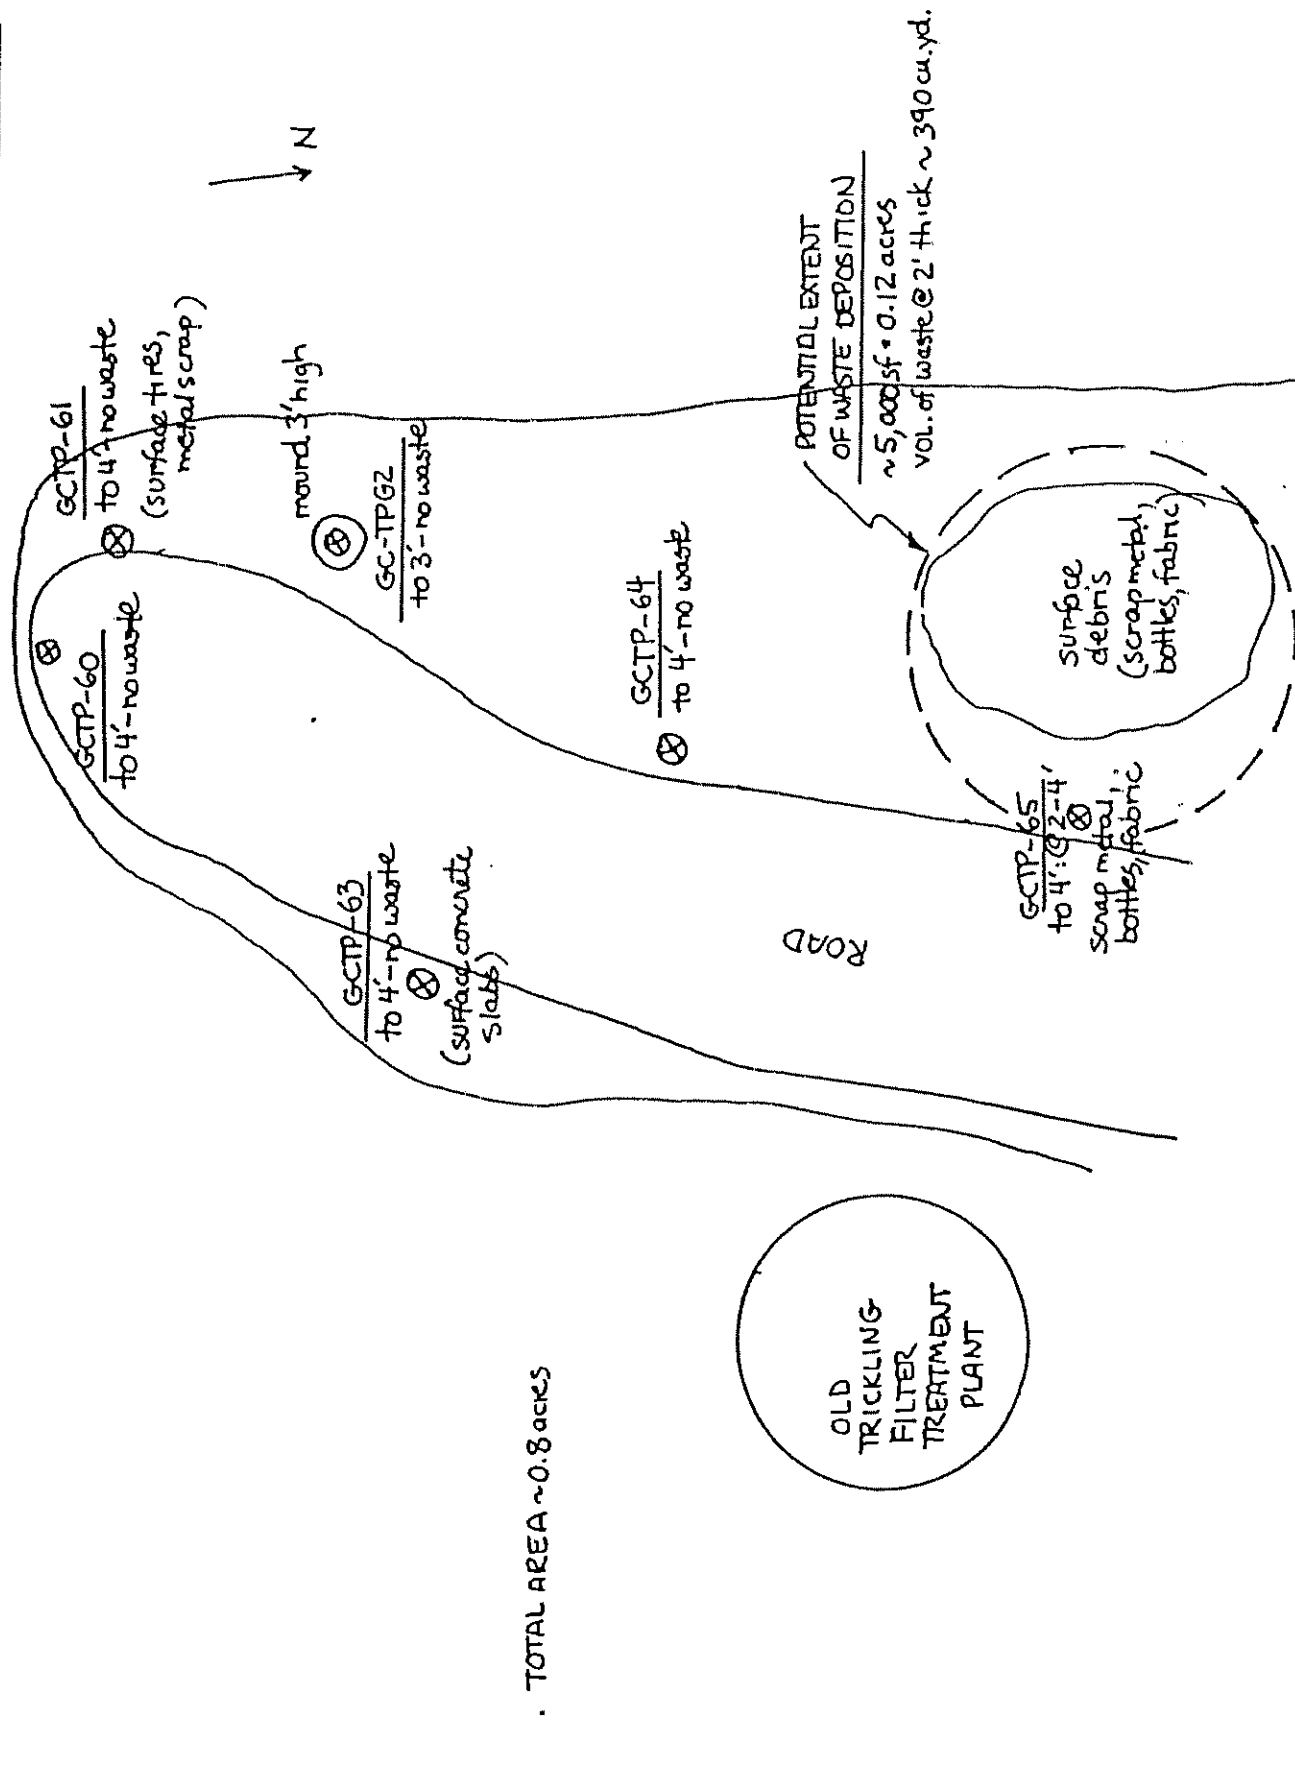 GCTP-61
to 4'-no waste
(surface tires,
metal scrap)
N
GCTP-60
to 4'-no waste
mound 3' high
GC-TP62
to 3'-no waste
GCTP-63
to 4'-no waste
(surface concrete
slabs)
GCTP-64
to 4'-no waste
ROAD
POTENTIAL EXTENT
OF WASTE DEPOSITION
~5,000 sf = 0.12 acres
VOL. of waste @ 2' thick ~ 390 cu.yd.
surface
debris
(scrap metal,
bottles, fabric)
GCTP-65
to 4': @ 2-4'
scrap metal,
bottles, fabric
OLD
TRICKLING
FILTER
TREATMENT
PLANT
. TOTAL AREA ~0.8 acres